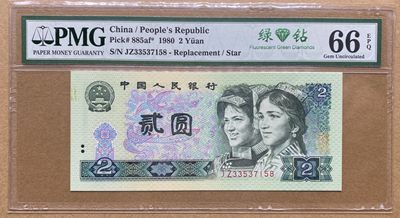 PMG
PAPER MONEY GUARANTY
China / People's Republic
Pick# 885af* 1980 2 Yüan
S/N JZ33537158 - Replacement / Star
绿钻
Fluorescent Green Diamonds
66 EPQ
Gem Uncirculated
中国人民银行
2
贰圆
2
2
JZ33537158